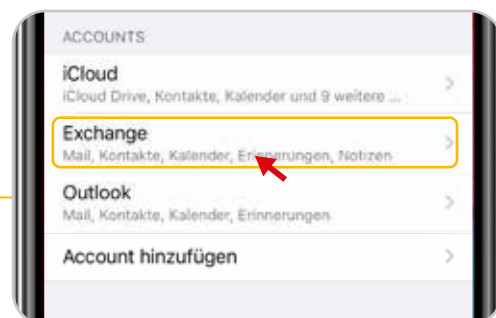 ACCOUNTS
iCloud
iCloud Drive, Kontakte, Kalender und 9 weitere ...
Exchange
Mail, Kontakte, Kalender, Erinnerungen, Notizen
Outlook
Mail, Kontakte, Kalender, Erinnerungen
Account hinzufügen